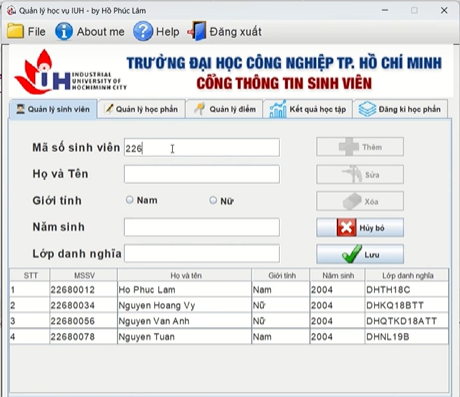 Quản lý học vụ IUH - by Hồ Phúc Lâm
File About me Help Đăng xuất
IUH INDUSTRIAL UNIVERSITY OF HOCHIMINH CITY
TRƯỜNG ĐẠI HỌC CÔNG NGHIỆP TP. HỒ CHÍ MINH
CỔNG THÔNG TIN SINH VIÊN
Quản lý sinh viên Quản lý học phần Quản lý điểm Kết quả học tập Đăng kí học phần
Mã số sinh viên 226 Thêm
Họ và Tên Sửa
Giới tính Nam Nữ Xóa
Năm sinh Hủy bỏ
Lớp danh nghĩa Lưu
STT MSSV Họ và tên Giới tính Năm sinh Lớp danh nghĩa
1 22680012 Ho Phuc Lam Nam 2004 DHTH18C
2 22680034 Nguyen Hoang Vy Nữ 2004 DHKQ18BTT
3 22680056 Nguyen Van Anh Nữ 2004 DHQTKD18ATT
4 22680078 Nguyen Tuan Nam 2004 DHNL19B